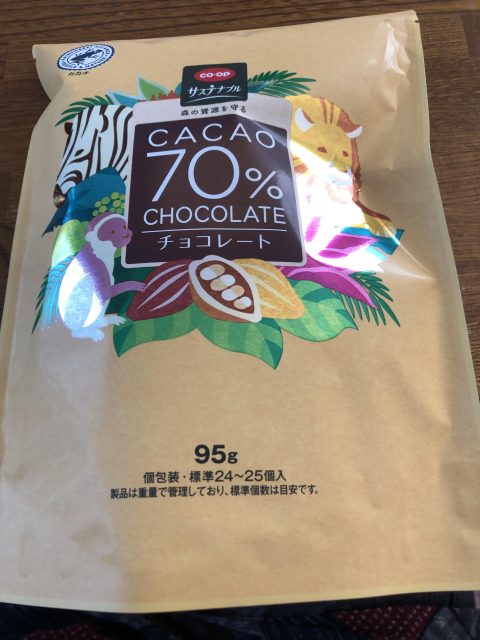 カカオ
CO·OP
サステナブル
森の資源を守る
CACAO
70%
CHOCOLATE
チョコレート
95g
個包装・標準24~25個入
製品は重量で管理しており、標準個数は目安です。